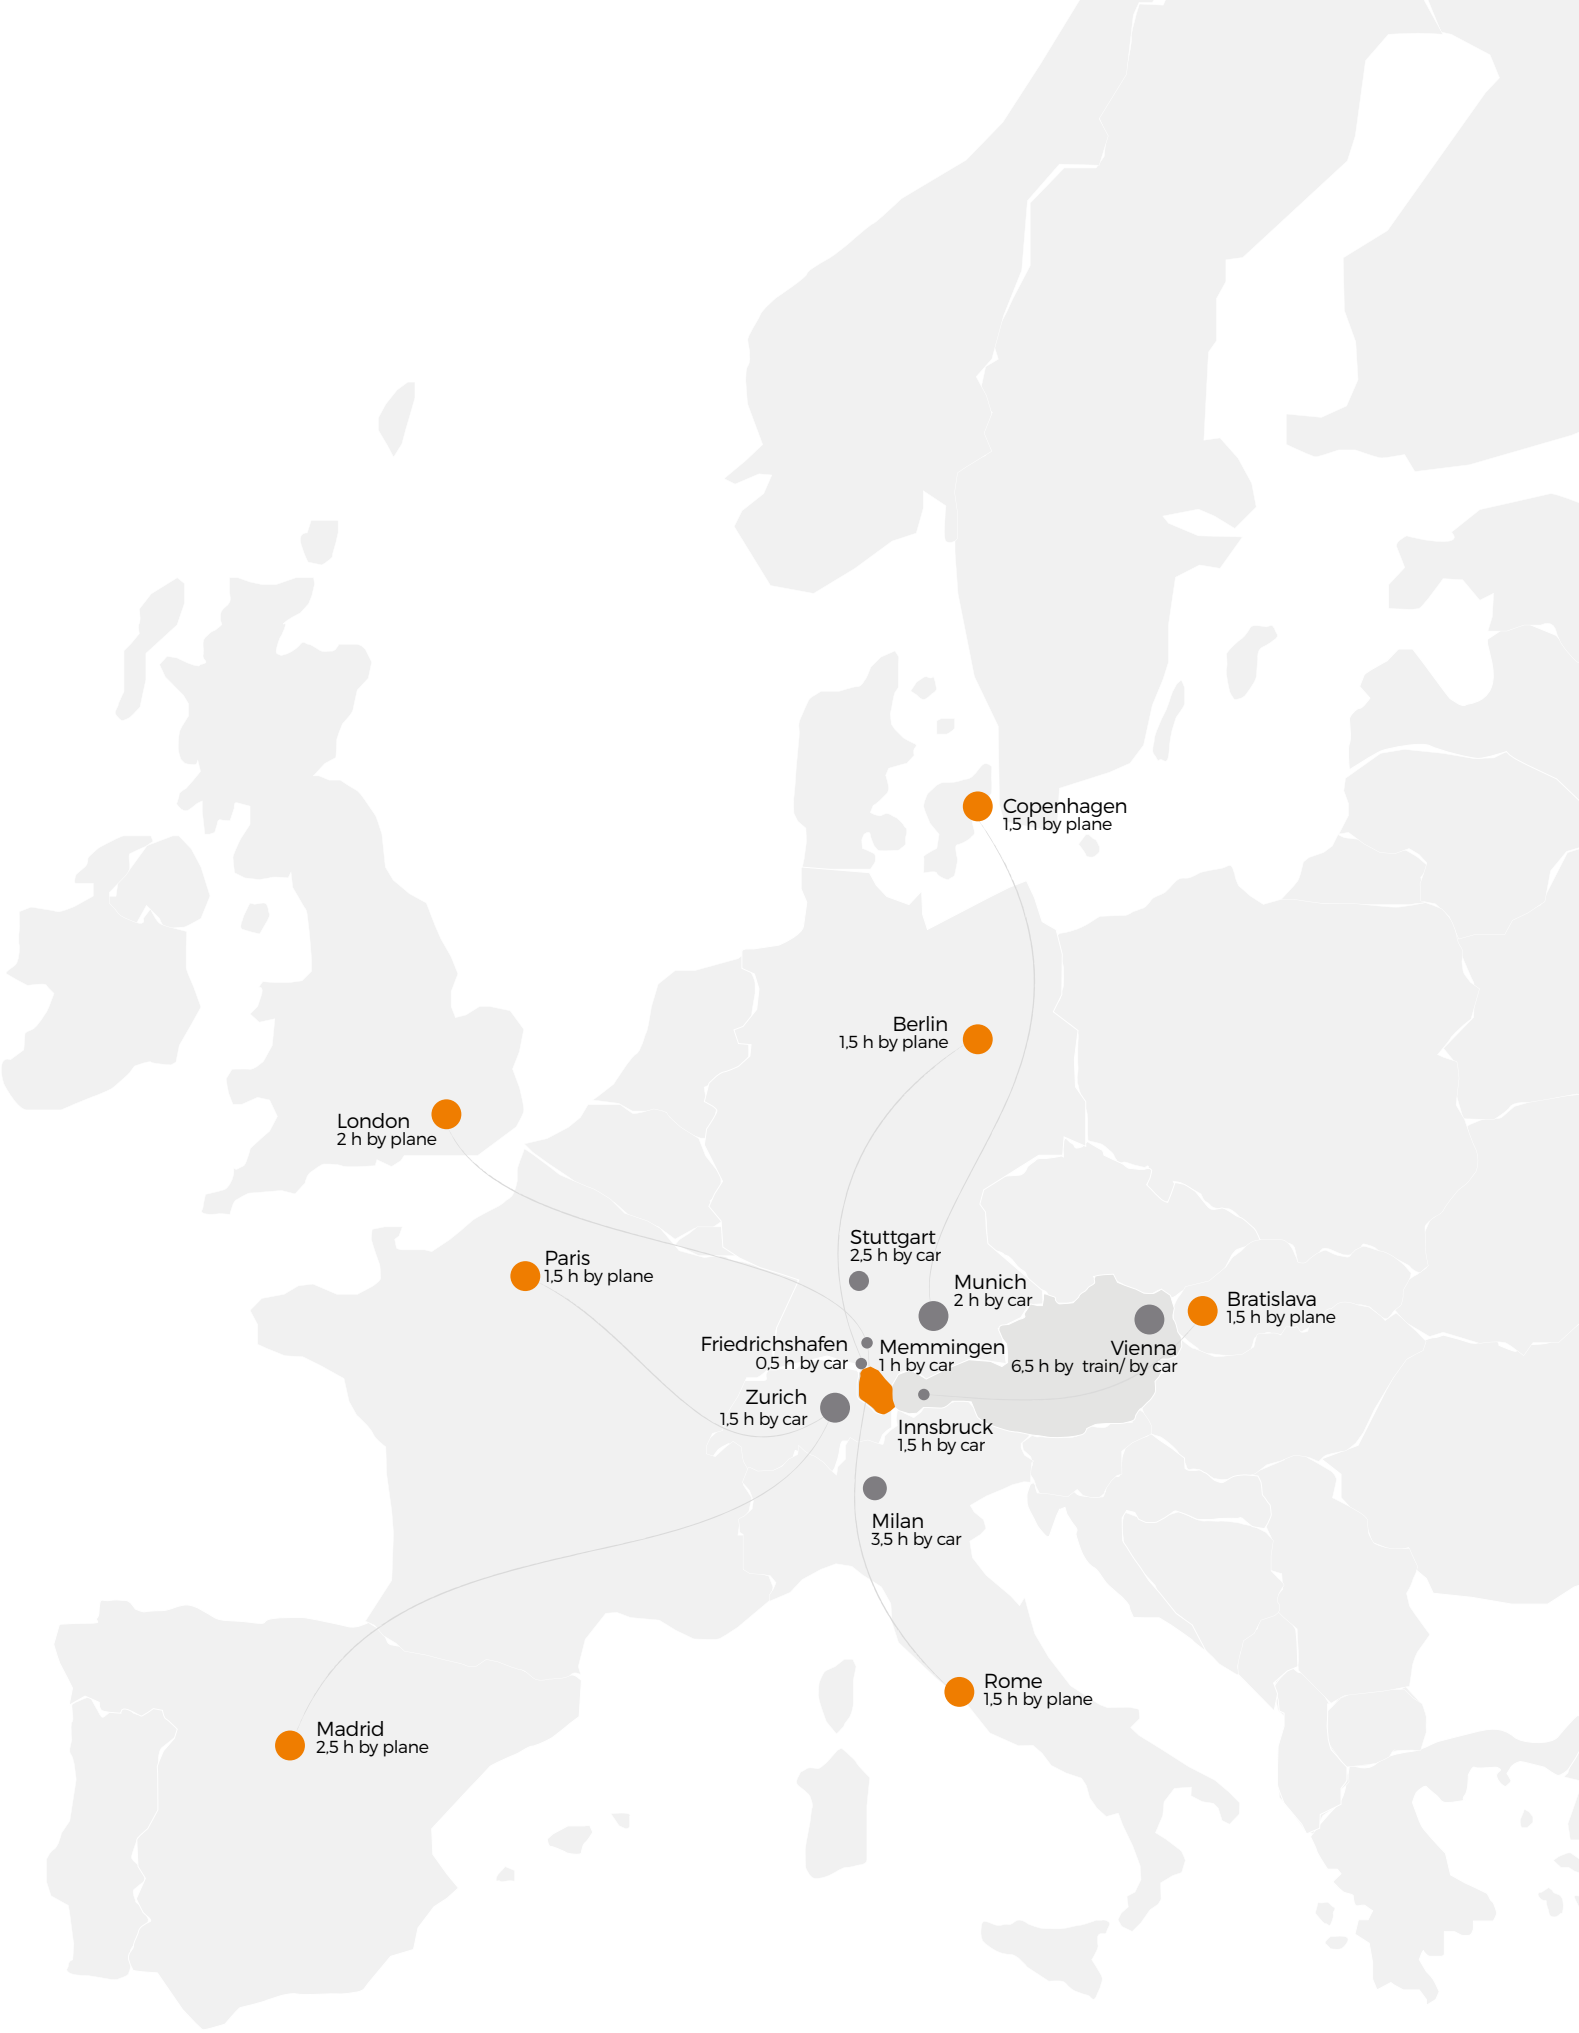 Copenhagen
1,5 h by plane
Berlin
1,5 h by plane
London
2 h by plane
Stuttgart
2,5 h by car
Paris
1,5 h by plane
Munich
2 h by car
Bratislava
1,5 h by plane
Friedrichshafen
0,5 h by car
Memmingen
1 h by car
Vienna
6,5 h by train/ by car
Zurich
1,5 h by car
Innsbruck
1,5 h by car
Milan
3,5 h by car
Rome
1,5 h by plane
Madrid
2,5 h by plane